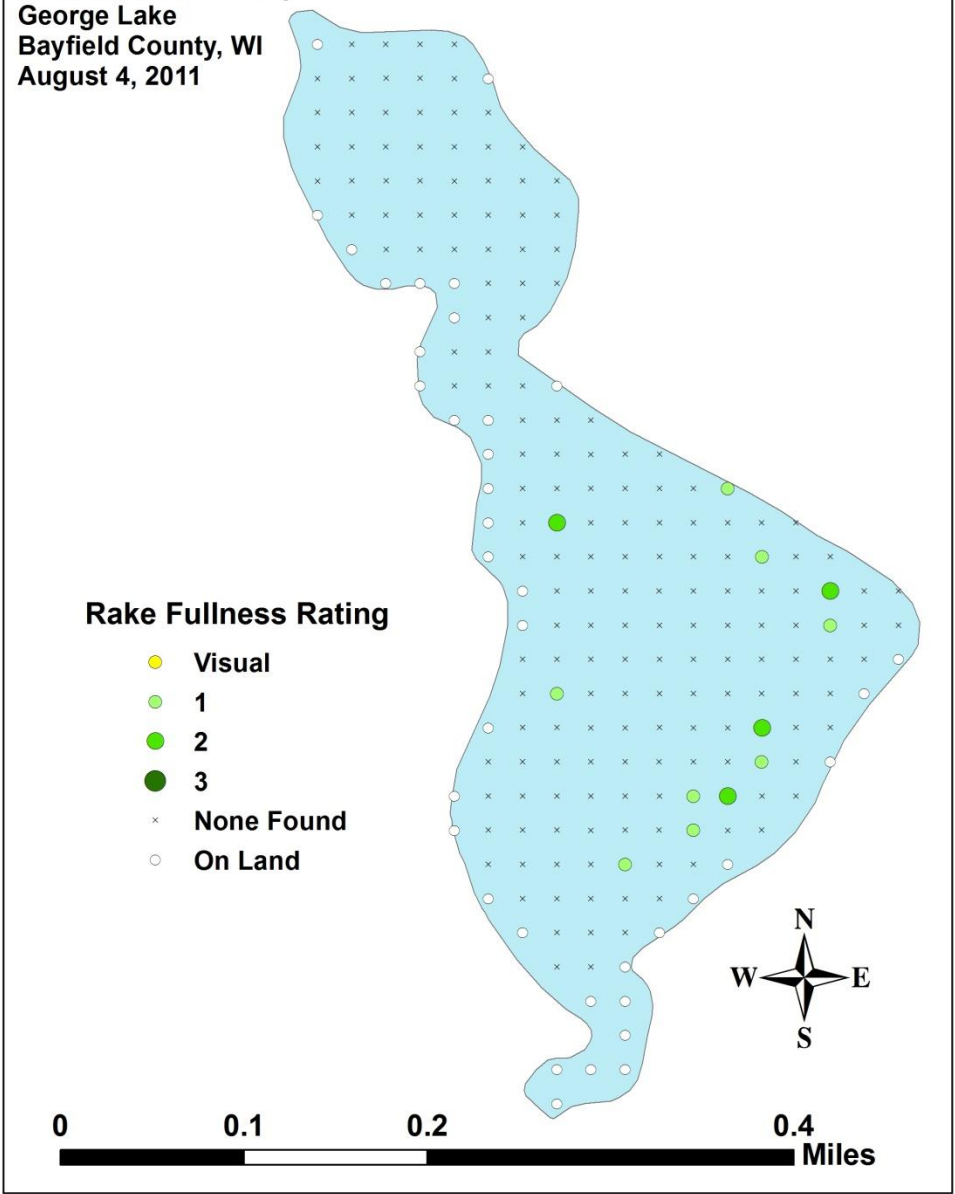 George Lake
Bayfield County, WI
August 4, 2011
Rake Fullness Rating
Visual
1
2
3
None Found
On Land
N
W E
S
0 0.1 0.2 0.4
Miles